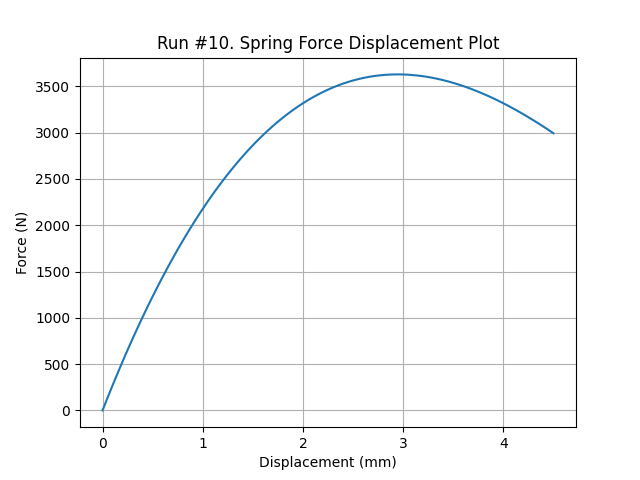 Run #10. Spring Force Displacement Plot
3500
3000
2500
2000
1500
1000
500
0
Force (N)
0 1 2 3 4
Displacement (mm)